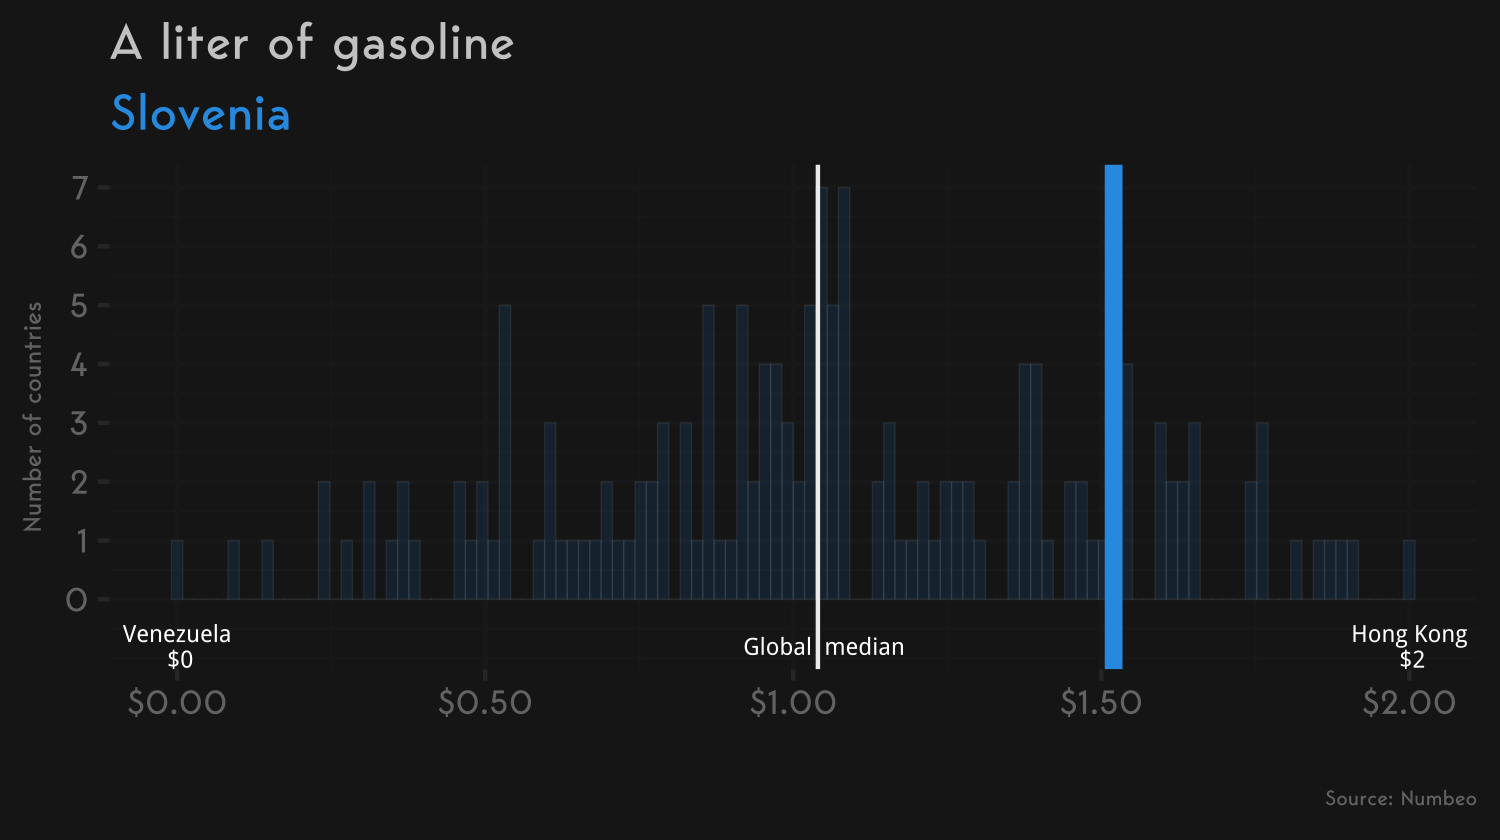 A liter of gasoline
Slovenia
Number of countries
7
6
5
4
3
2
1
0
Venezuela
$0
Global median
Hong Kong
$2
$0.00 $0.50 $1.00 $1.50 $2.00
Source: Numbeo